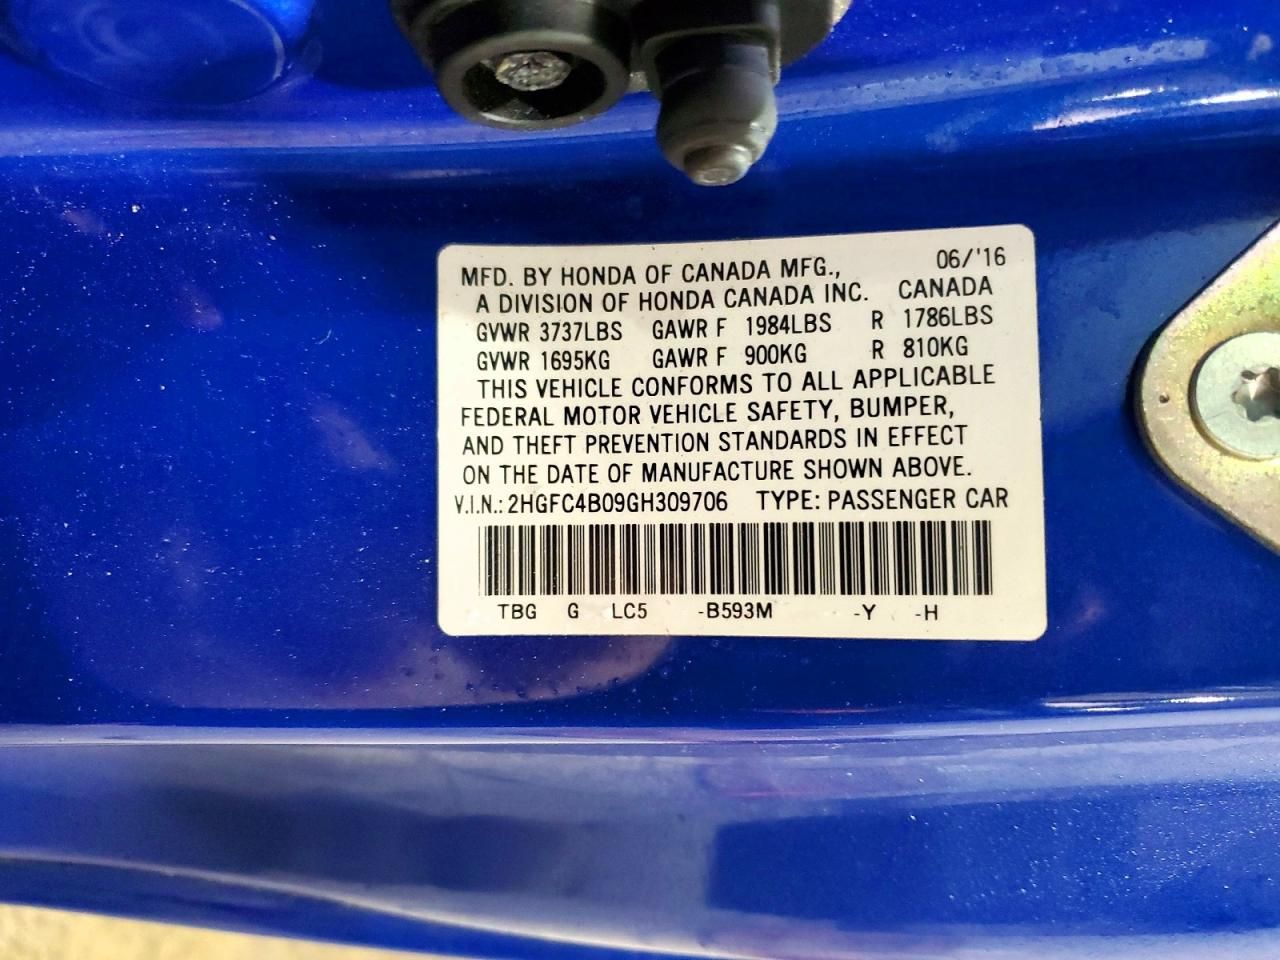 MFD. BY HONDA OF CANADA MFG., 06/'16
A DIVISION OF HONDA CANADA INC. CANADA
GVWR 3737LBS GAWR F 1984LBS R 1786LBS
GVWR 1695KG GAWR F 900KG R 810KG
THIS VEHICLE CONFORMS TO ALL APPLICABLE
FEDERAL MOTOR VEHICLE SAFETY, BUMPER,
AND THEFT PREVENTION STANDARDS IN EFFECT
ON THE DATE OF MANUFACTURE SHOWN ABOVE.
V.I.N.: 2HGFC4B09GH309706 TYPE: PASSENGER CAR
TBG G LC5 -B593M -Y -H